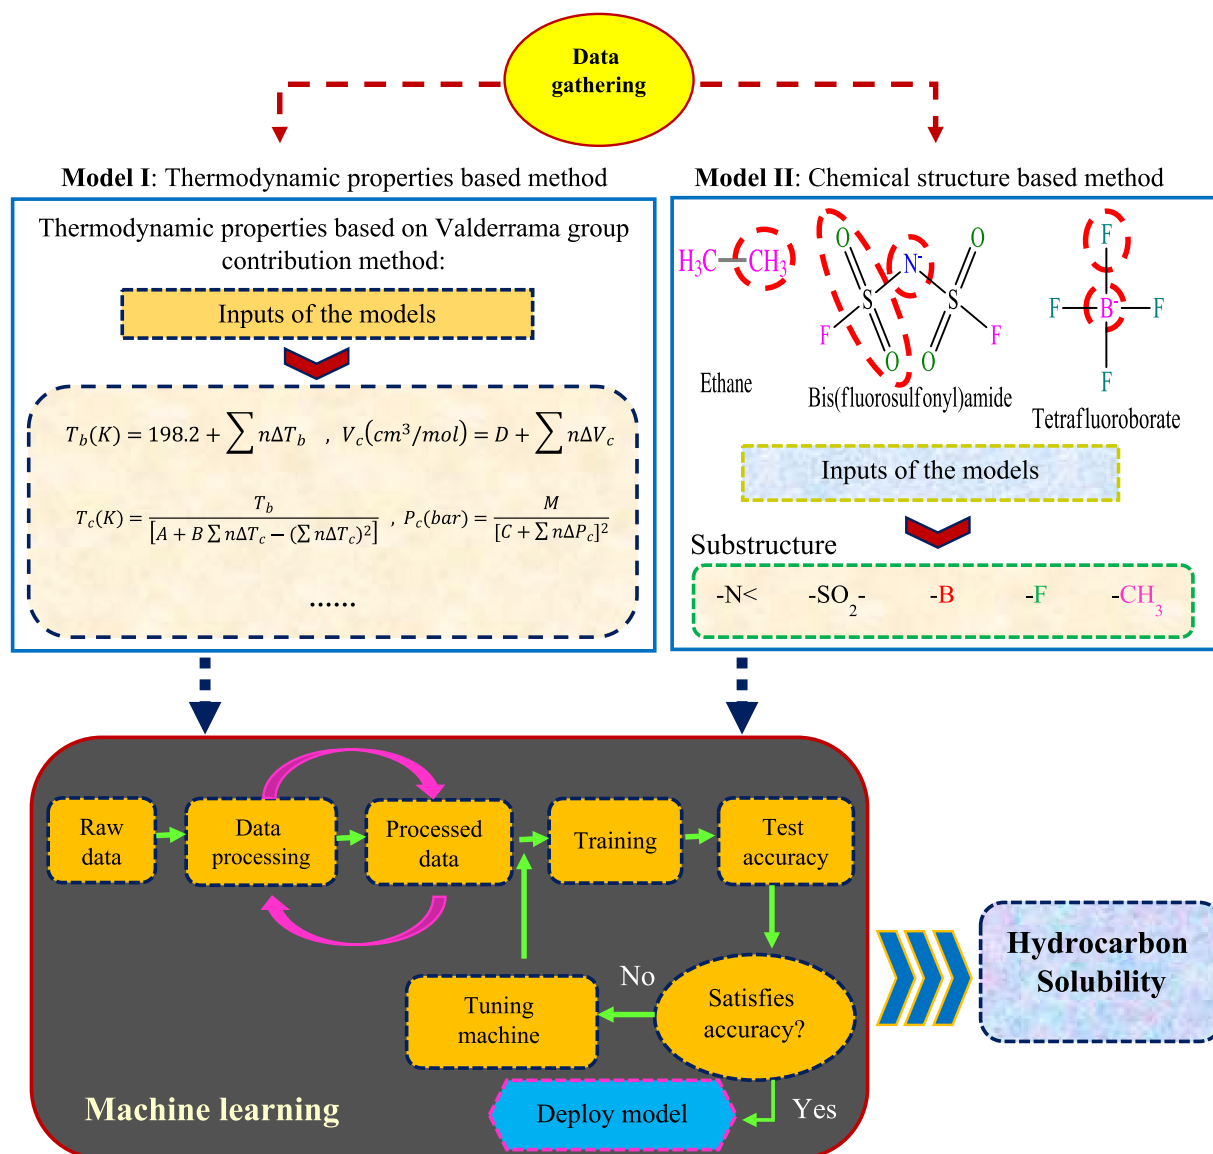 Data
gathering
Model I: Thermodynamic properties based method
Thermodynamic properties based on Valderrama group
contribution method:
Inputs of the models
T_b(K) = 198.2 + ∑ nΔT_b , V_c(cm³/mol) = D + ∑ nΔV_c
T_c(K) = T_b / [A + B ∑ nΔT_c − (∑ nΔT_c)²] , P_c(bar) = M / [C + ∑ nΔP_c]²
......
Model II: Chemical structure based method
H₃C CH₃
Ethane
O O
N⁻
S S
F F
O O
Bis(fluorosulfonyl)amide
F
F B⁻ F
F
Tetrafluoroborate
Inputs of the models
Substructure
-N< -SO₂- -B -F -CH₃
Raw
data
Data
processing
Processed
data
Training
Test
accuracy
Satisfies
accuracy?
No
Tuning
machine
Yes
Deploy model
Machine learning
Hydrocarbon
Solubility